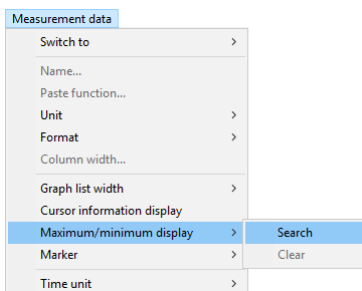 Measurement data
Switch to
Name...
Paste function...
Unit
Format
Column width...
Graph list width
Cursor information display
Maximum/minimum display
Search
Marker
Clear
Time unit